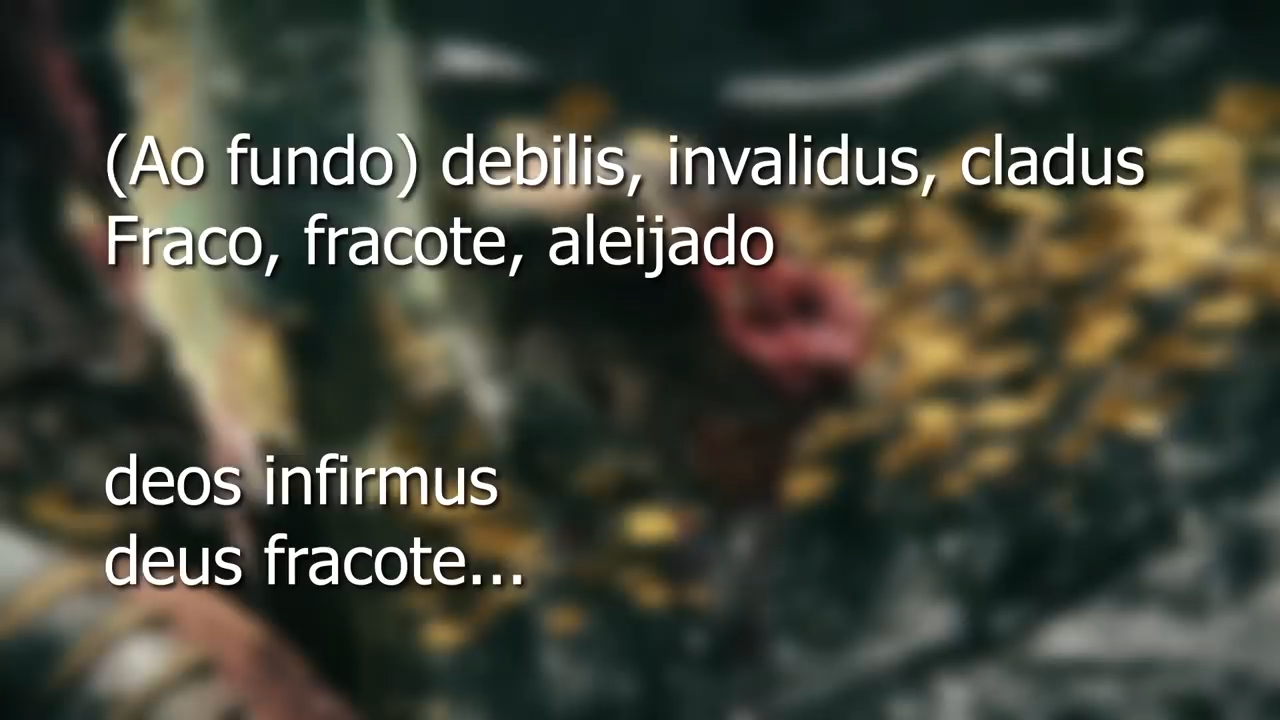 (Ao fundo) debilis, invalidus, cladus
Fraco, fracote, aleijado
deos infirmus
deus fracote...